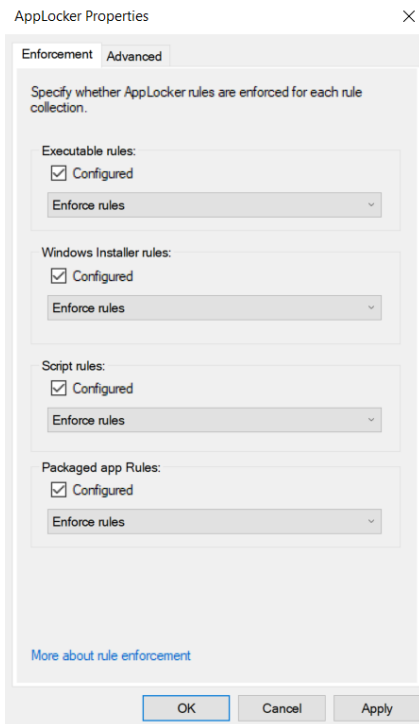 AppLocker Properties
Enforcement
Advanced
Specify whether AppLocker rules are enforced for each rule
collection.
Executable rules:
Configured
Enforce rules
Windows Installer rules:
Configured
Enforce rules
Script rules:
Configured
Enforce rules
Packaged app Rules:
Configured
Enforce rules
More about rule enforcement
OK
Cancel
Apply